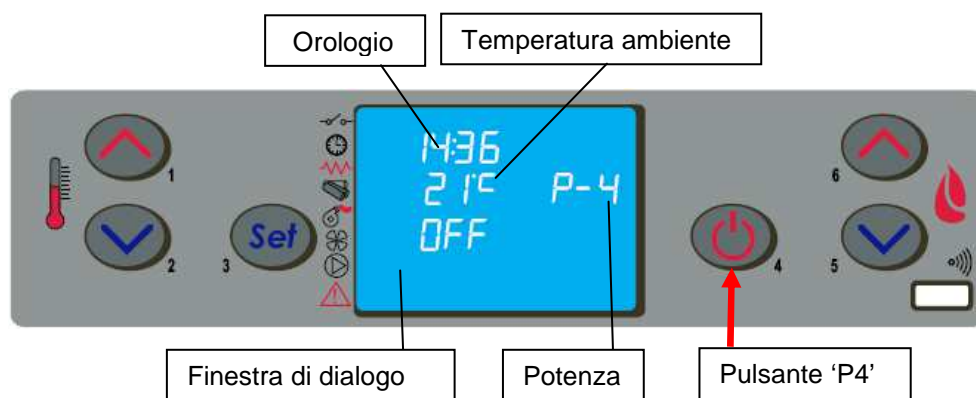 Orologio
Temperatura ambiente
14:36
21°C P-4
OFF
1
2
Set
3
4
6
5
Finestra di dialogo
Potenza
Pulsante ‘P4’